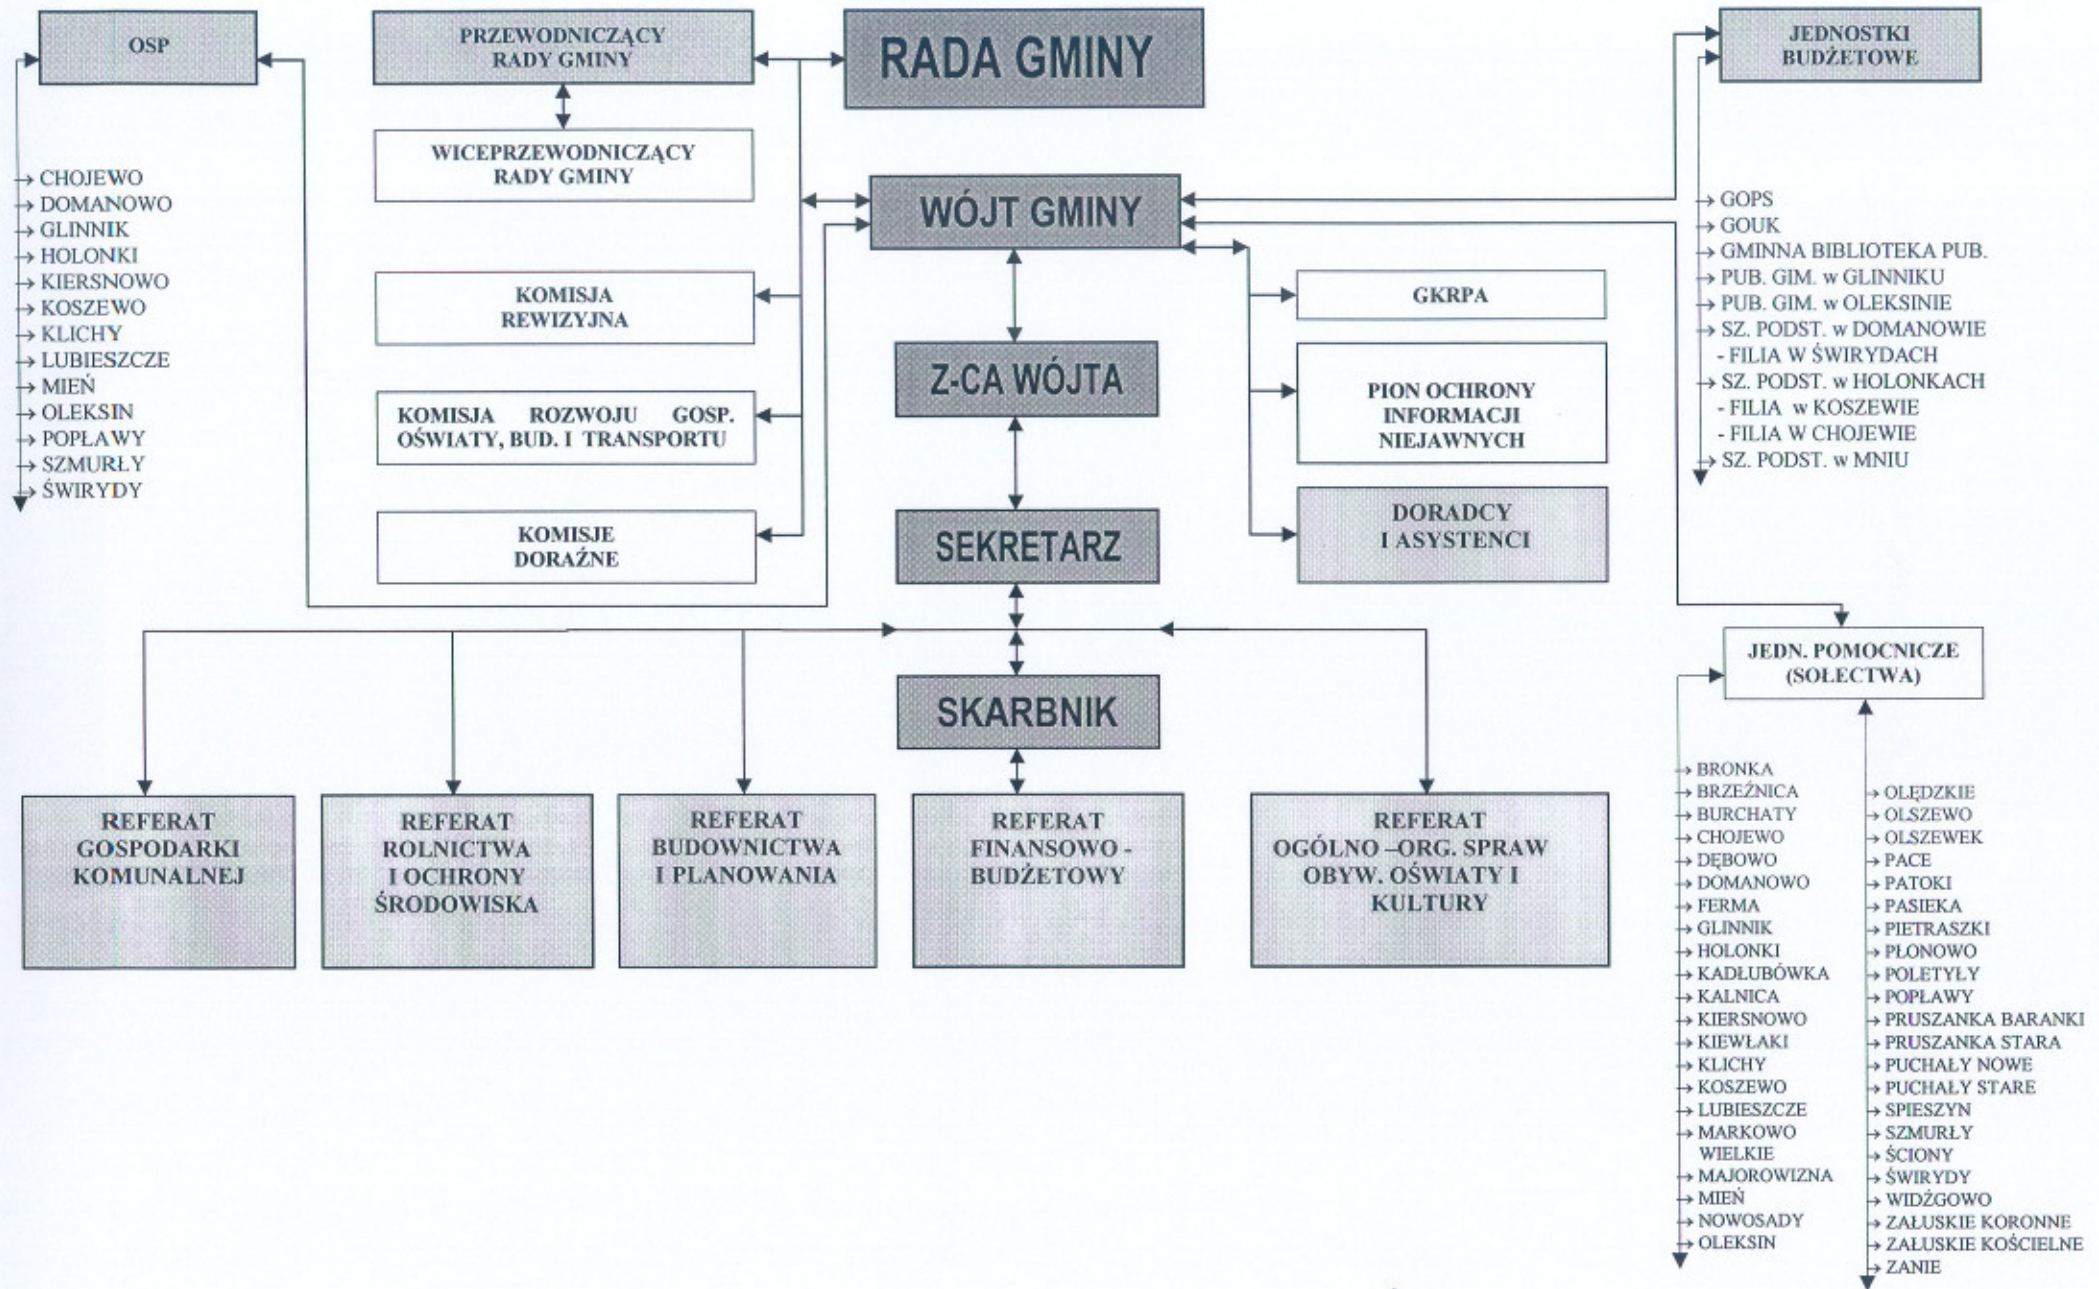 OSP
PRZEWODNICZĄCY
RADY GMINY
RADA GMINY
JEDNOSTKI
BUDŻETOWE
WICEPRZEWODNICZĄCY
RADY GMINY
WÓJT GMINY
→ CHOJEWO
→ DOMANOWO
→ GLINNIK
→ HOLONKI
→ KIERSNOWO
→ KOSZEWO
→ KLICHY
→ LUBIESZCZE
→ MIEŃ
→ OLEKSIN
→ POPŁAWY
→ SZMURŁY
→ ŚWIRYDY
KOMISJA
REWIZYJNA
KOMISJA ROZWOJU GOSP.
OŚWIATY, BUD. I TRANSPORTU
KOMISJE
DORAŹNE
Z-CA WÓJTA
SEKRETARZ
SKARBNIK
GKRPA
PION OCHRONY
INFORMACJI
NIEJAWNYCH
DORADCY
I ASYSTENCI
→ GOPS
→ GOUK
→ GMINNA BIBLIOTEKA PUB.
→ PUB. GIM. w GLINNIKU
→ PUB. GIM. w OLEKSINIE
→ SZ. PODST. w DOMANOWIE
- FILIA W ŚWIRYDACH
→ SZ. PODST. w HOLONKACH
- FILIA w KOSZEWIE
- FILIA W CHOJEWIE
→ SZ. PODST. w MNIU
REFERAT
GOSPODARKI
KOMUNALNEJ
REFERAT
ROLNICTWA
I OCHRONY
ŚRODOWISKA
REFERAT
BUDOWNICTWA
I PLANOWANIA
REFERAT
FINANSOWO -
BUDŻETOWY
REFERAT
OGÓLNO –ORG. SPRAW
OBYW. OŚWIATY I
KULTURY
JEDN. POMOCNICZE
(SOŁECTWA)
→ BRONKA
→ BRZEŹNICA
→ BURCHATY
→ CHOJEWO
→ DĘBOWO
→ DOMANOWO
→ FERMA
→ GLINNIK
→ HOLONKI
→ KADŁUBÓWKA
→ KALNICA
→ KIERSNOWO
→ KIEWŁAKI
→ KLICHY
→ KOSZEWO
→ LUBIESZCZE
→ MARKOWO
WIELKIE
→ MAJOROWIZNA
→ MIEŃ
→ NOWOSADY
→ OLEKSIN
→ OLĘDZKIE
→ OLSZEWO
→ OLSZEWEK
→ PACE
→ PATOKI
→ PASIEKA
→ PIETRASZKI
→ PŁONOWO
→ POLETYŁY
→ POPŁAWY
→ PRUSZANKA BARANKI
→ PRUSZANKA STARA
→ PUCHAŁY NOWE
→ PUCHAŁY STARE
→ SPIESZYN
→ SZMURŁY
→ ŚCIONY
→ ŚWIRYDY
→ WIDŹGOWO
→ ZAŁUSKIE KORONNE
→ ZAŁUSKIE KOŚCIELNE
→ ZANIE